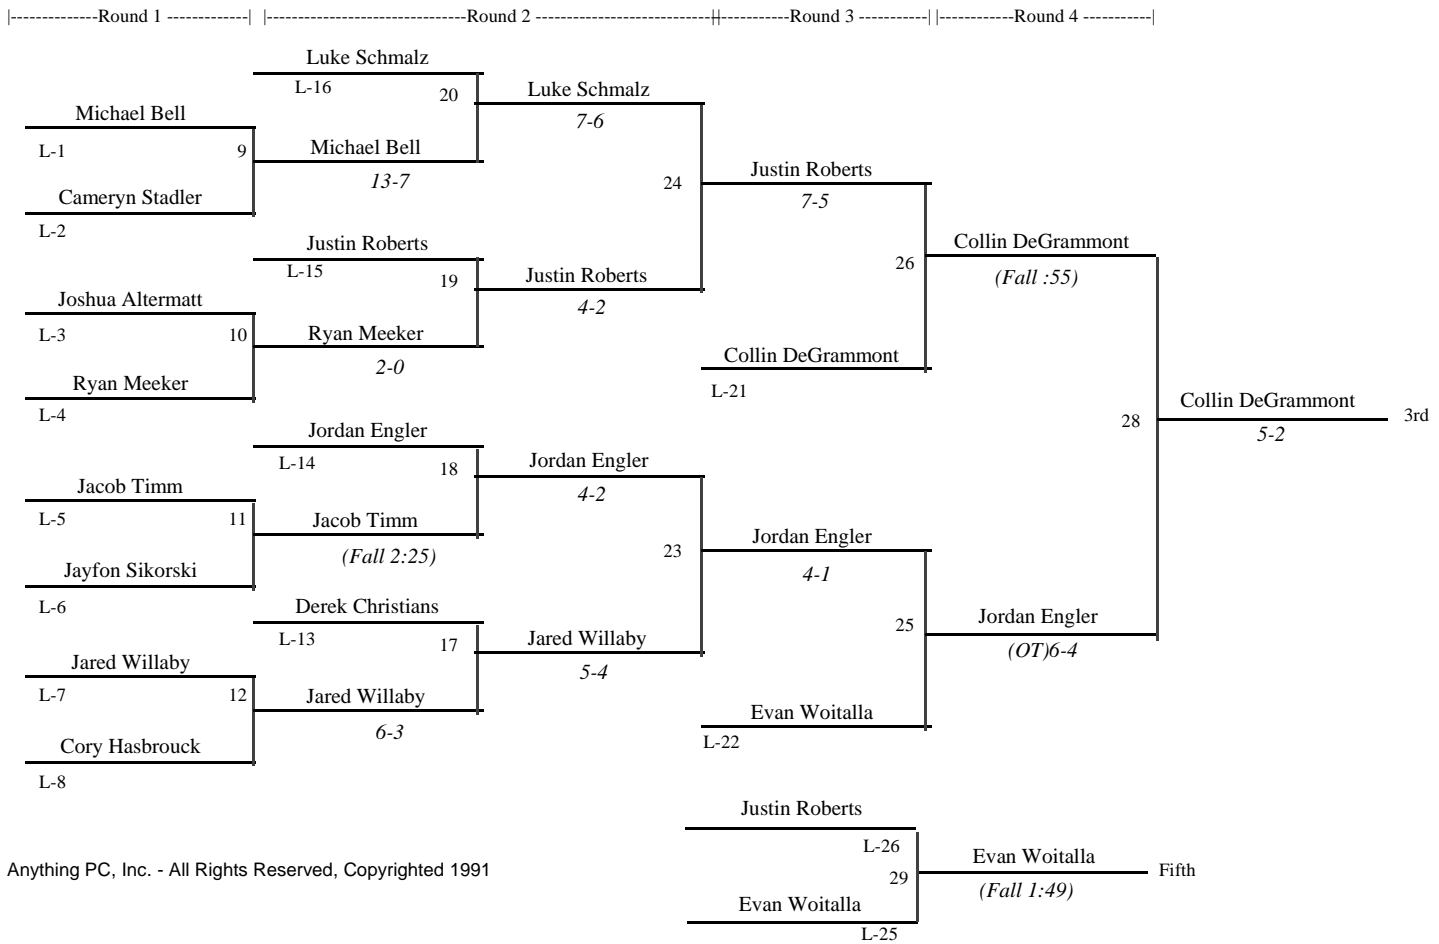 |--------------Round 1 -------------| |----------------------------------Round 2 -------------------------------||------------Round 3 -----------| |------------Round 4 -----------|
Luke Schmalz
L-16
20
Luke Schmalz
7-6
Michael Bell
L-1
9
Michael Bell
13-7
Cameryn Stadler
L-2
24
Justin Roberts
7-5
Justin Roberts
L-15
19
Justin Roberts
4-2
Joshua Altermatt
L-3
10
Ryan Meeker
2-0
Ryan Meeker
L-4
26
Collin DeGrammont
(Fall :55)
Collin DeGrammont
L-21
Jordan Engler
L-14
18
Jordan Engler
4-2
28
Collin DeGrammont
3rd
5-2
Jacob Timm
L-5
11
Jacob Timm
(Fall 2:25)
Jayfon Sikorski
L-6
23
Jordan Engler
4-1
Derek Christians
L-13
17
Jared Willaby
5-4
25
Jordan Engler
(OT)6-4
Jared Willaby
L-7
12
Jared Willaby
6-3
Cory Hasbrouck
L-8
Evan Woitalla
L-22
Justin Roberts
L-26
29
Evan Woitalla
Fifth
(Fall 1:49)
Evan Woitalla
L-25
Anything PC, Inc. - All Rights Reserved, Copyrighted 1991